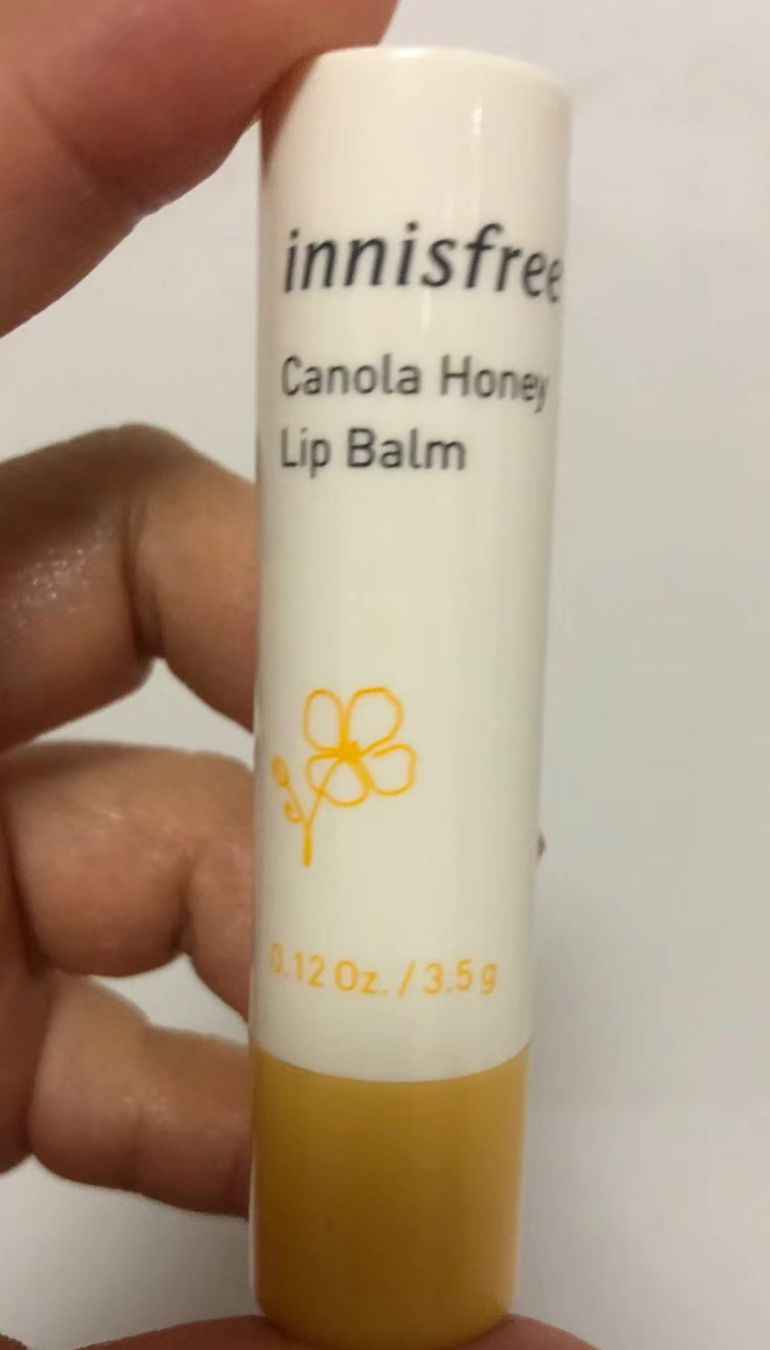 innisfree
Canola Honey
Lip Balm
0.12 Oz. / 3.5 g